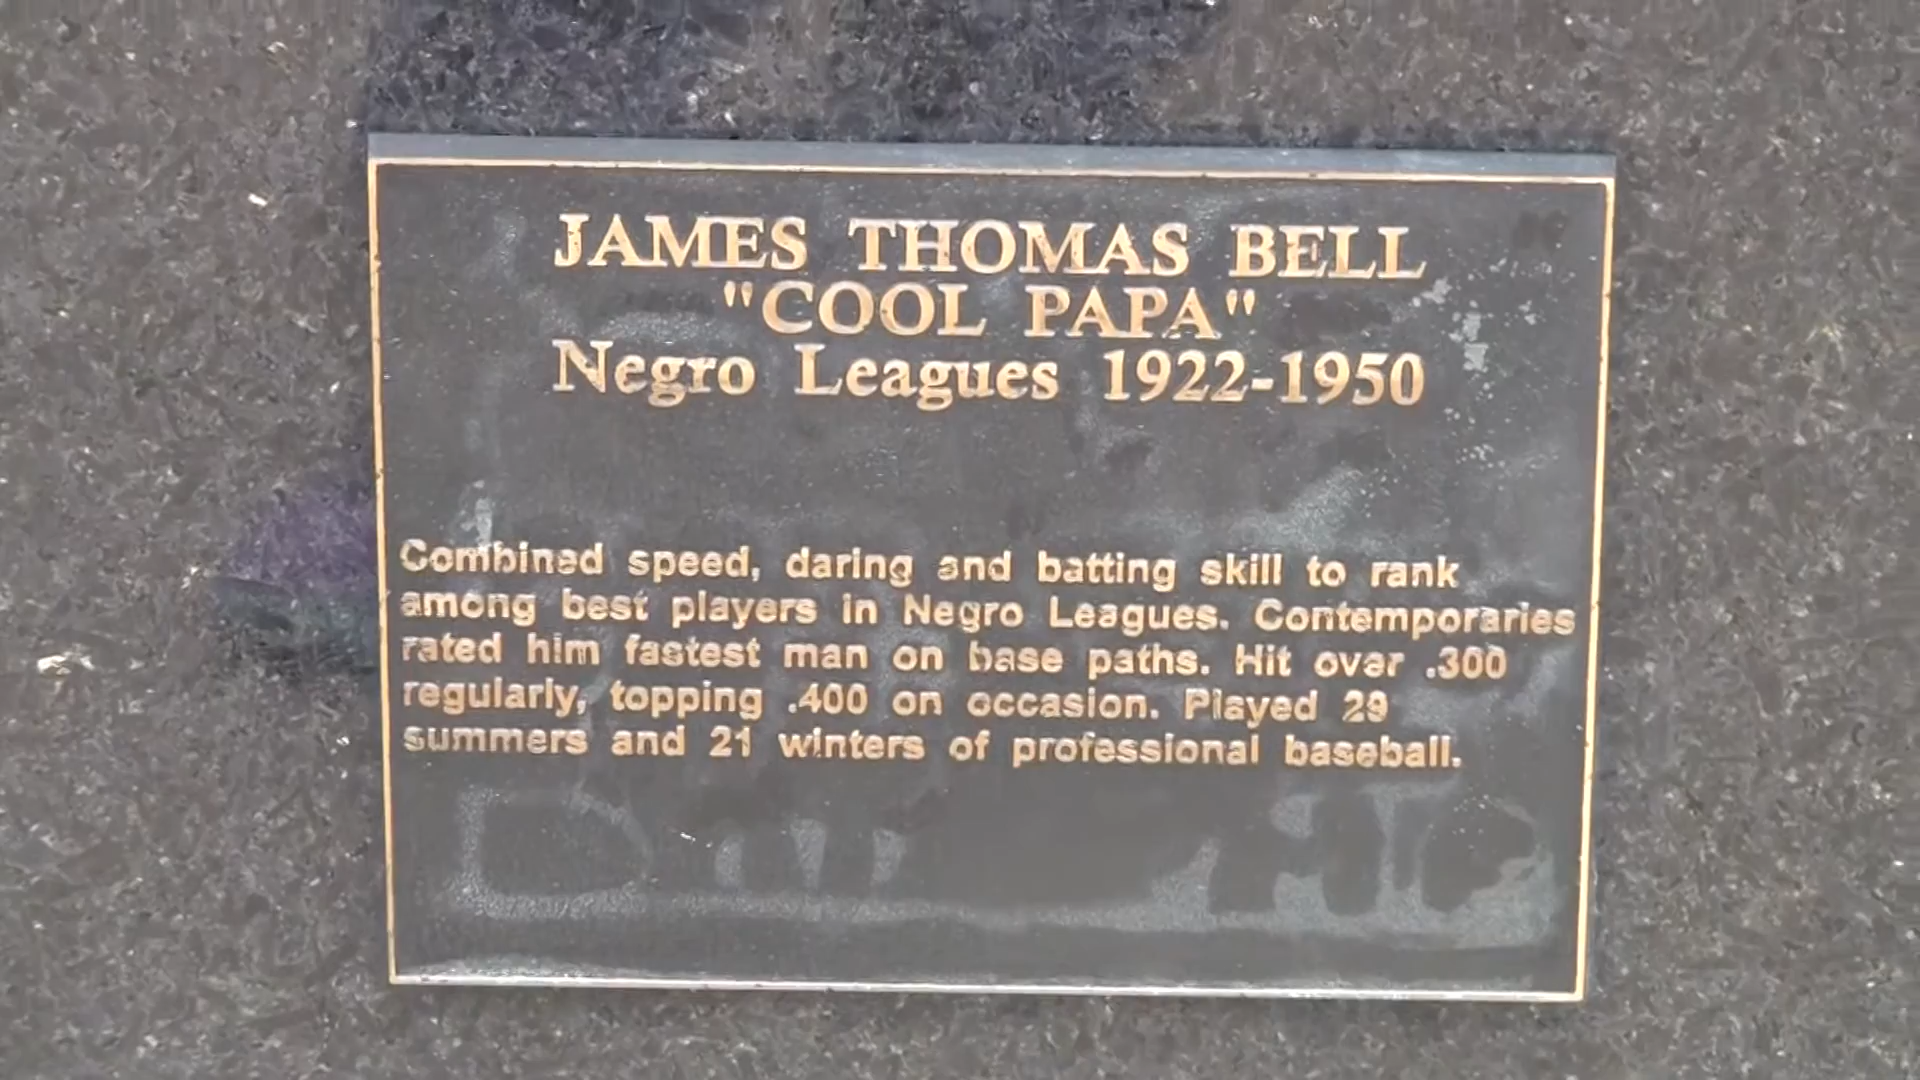 JAMES THOMAS BELL
"COOL PAPA"
Negro Leagues 1922-1950
Combined speed, daring and batting skill to rank
among best players in Negro Leagues. Contemporaries
rated him fastest man on base paths. Hit over .300
regularly, topping .400 on occasion. Played 29
summers and 21 winters of professional baseball.